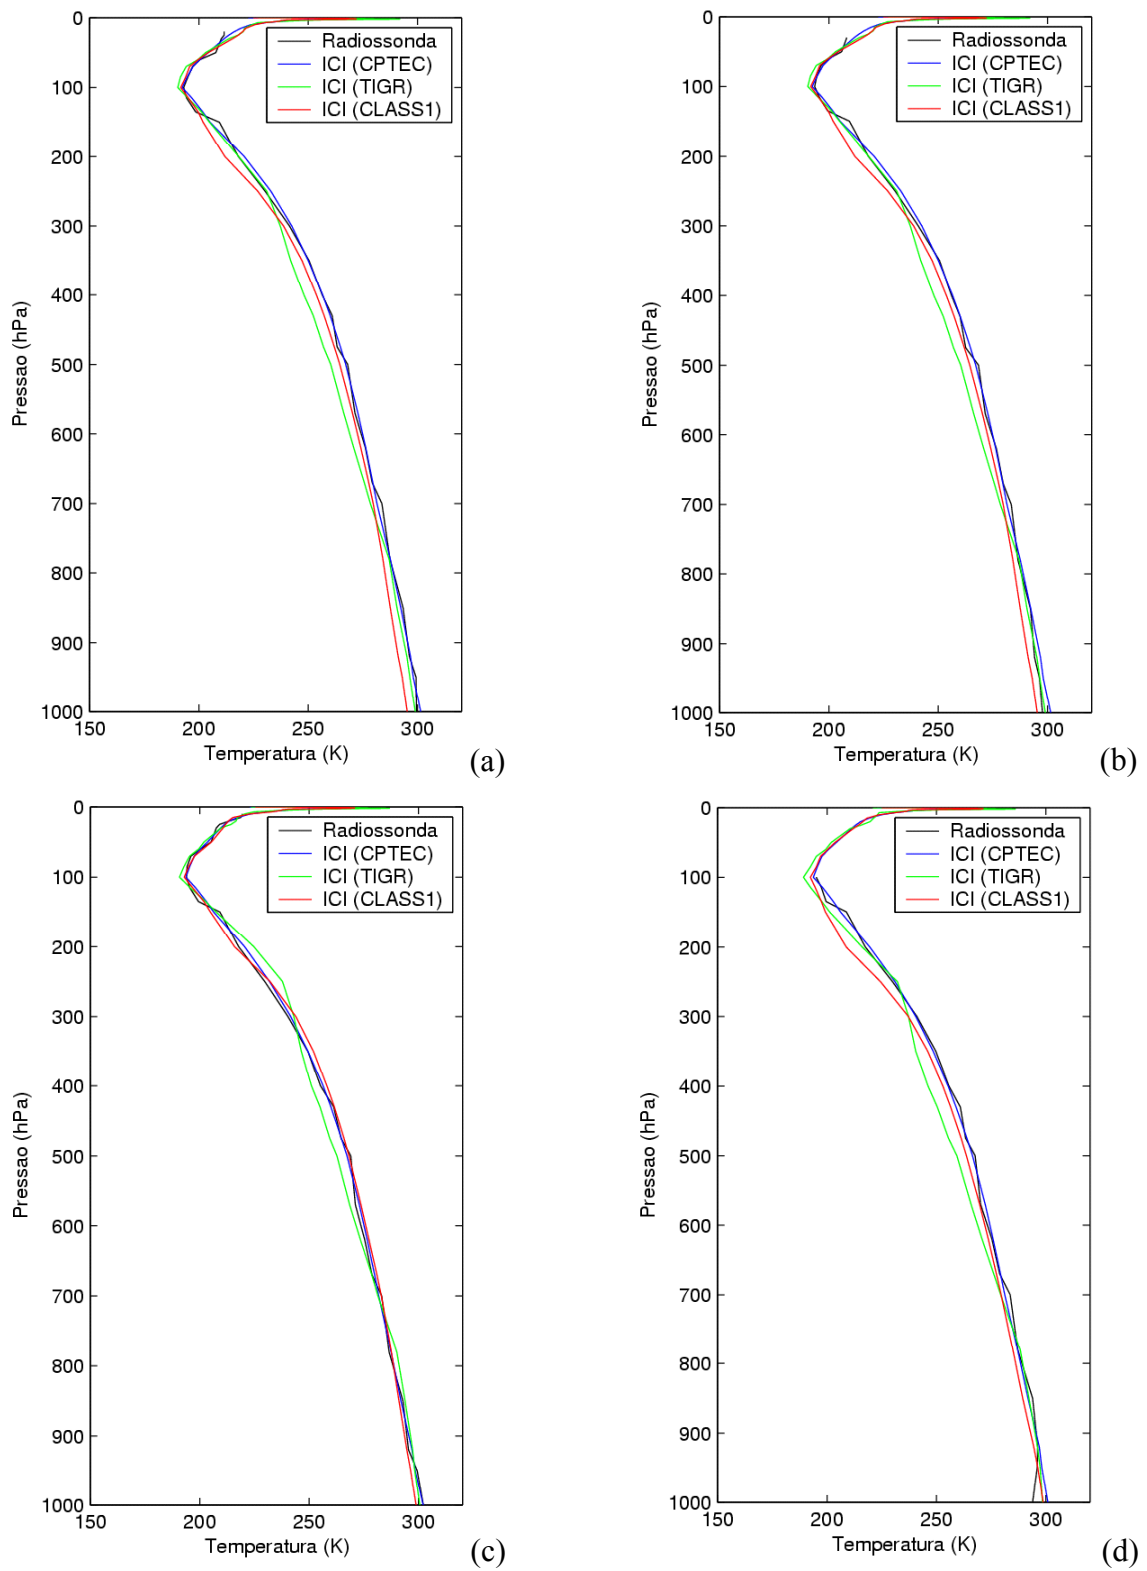 0
100
200
300
400
500
600
700
800
900
1000
150 200 250 300
Pressao (hPa)
Temperatura (K)
Radiossonda
ICI (CPTEC)
ICI (TIGR)
ICI (CLASS1)
(a)
0
100
200
300
400
500
600
700
800
900
1000
150 200 250 300
Pressao (hPa)
Temperatura (K)
Radiossonda
ICI (CPTEC)
ICI (TIGR)
ICI (CLASS1)
(b)
0
100
200
300
400
500
600
700
800
900
1000
150 200 250 300
Pressao (hPa)
Temperatura (K)
Radiossonda
ICI (CPTEC)
ICI (TIGR)
ICI (CLASS1)
(c)
0
100
200
300
400
500
600
700
800
900
1000
150 200 250 300
Pressao (hPa)
Temperatura (K)
Radiossonda
ICI (CPTEC)
ICI (TIGR)
ICI (CLASS1)
(d)